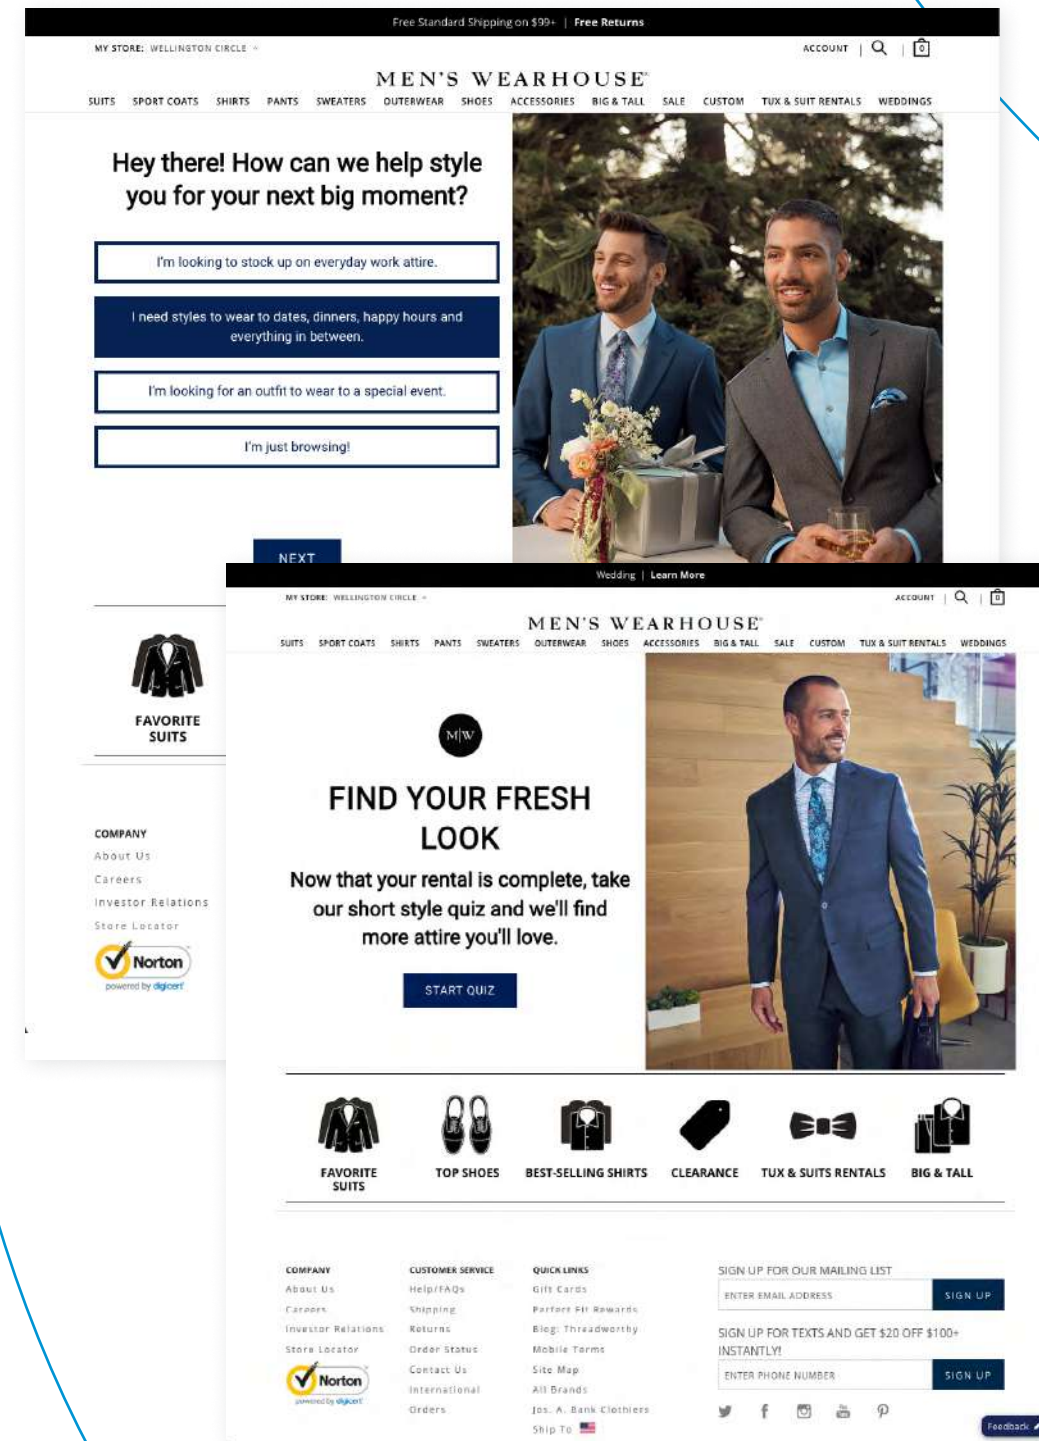 Free Standard Shipping on $99+ | Free Returns
MY STORE: WELLINGTON CIRCLE
ACCOUNT | | 0
MEN'S WEARHOUSE
SUITS SPORT COATS SHIRTS PANTS SWEATERS OUTERWEAR SHOES ACCESSORIES BIG & TALL SALE CUSTOM TUX & SUIT RENTALS WEDDINGS
Hey there! How can we help style
you for your next big moment?
I'm looking to stock up on everyday work attire.
I need styles to wear to dates, dinners, happy hours and
everything in between.
I'm looking for an outfit to wear to a special event.
I'm just browsing!
NEXT
FAVORITE
SUITS
COMPANY
About Us
Careers
Investor Relations
Store Locator
Norton
powered by digicert
Wedding | Learn More
MY STORE: WELLINGTON CIRCLE
ACCOUNT | | 0
MEN'S WEARHOUSE
SUITS SPORT COATS SHIRTS PANTS SWEATERS OUTERWEAR SHOES ACCESSORIES BIG & TALL SALE CUSTOM TUX & SUIT RENTALS WEDDINGS
M|W
FIND YOUR FRESH
LOOK
Now that your rental is complete, take
our short style quiz and we'll find
more attire you'll love.
START QUIZ
FAVORITE
SUITS
TOP SHOES
BEST-SELLING SHIRTS
CLEARANCE
TUX & SUITS RENTALS
BIG & TALL
COMPANY
About Us
Careers
Investor Relations
Store Locator
Norton
powered by digicert
CUSTOMER SERVICE
Help/FAQs
Shipping
Returns
Order Status
Contact Us
International
Orders
QUICK LINKS
Gift Cards
Perfect Fit Rewards
Blog: Threadworthy
Mobile Terms
Site Map
All Brands
Jos. A. Bank Clothiers
Ship To
SIGN UP FOR OUR MAILING LIST
ENTER EMAIL ADDRESS SIGN UP
SIGN UP FOR TEXTS AND GET $20 OFF $100+
INSTANTLY!
ENTER PHONE NUMBER SIGN UP
Feedback